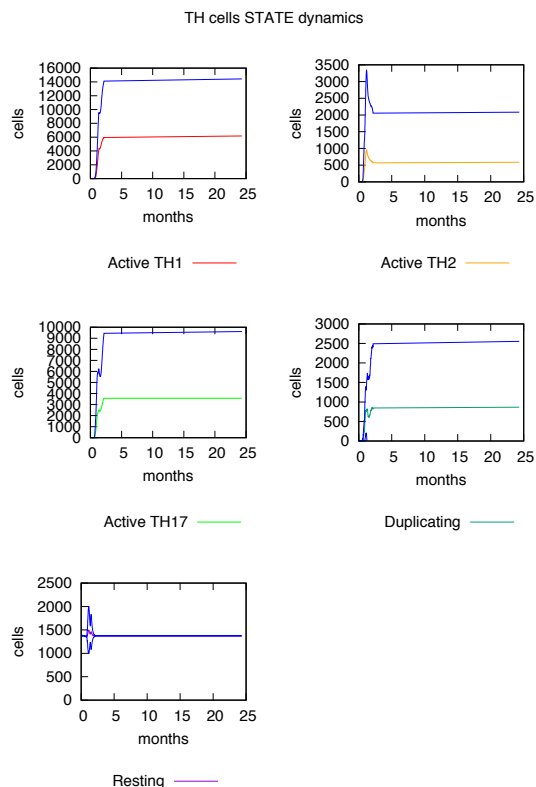 TH cells STATE dynamics
16000
14000
12000
10000
8000
6000
4000
2000
0
cells
0 5 10 15 20 25
months
Active TH1
3500
3000
2500
2000
1500
1000
500
0
cells
0 5 10 15 20 25
months
Active TH2
10000
9000
8000
7000
6000
5000
4000
3000
2000
1000
0
cells
0 5 10 15 20 25
months
Active TH17
3000
2500
2000
1500
1000
500
0
cells
0 5 10 15 20 25
months
Duplicating
2500
2000
1500
1000
500
0
cells
0 5 10 15 20 25
months
Resting